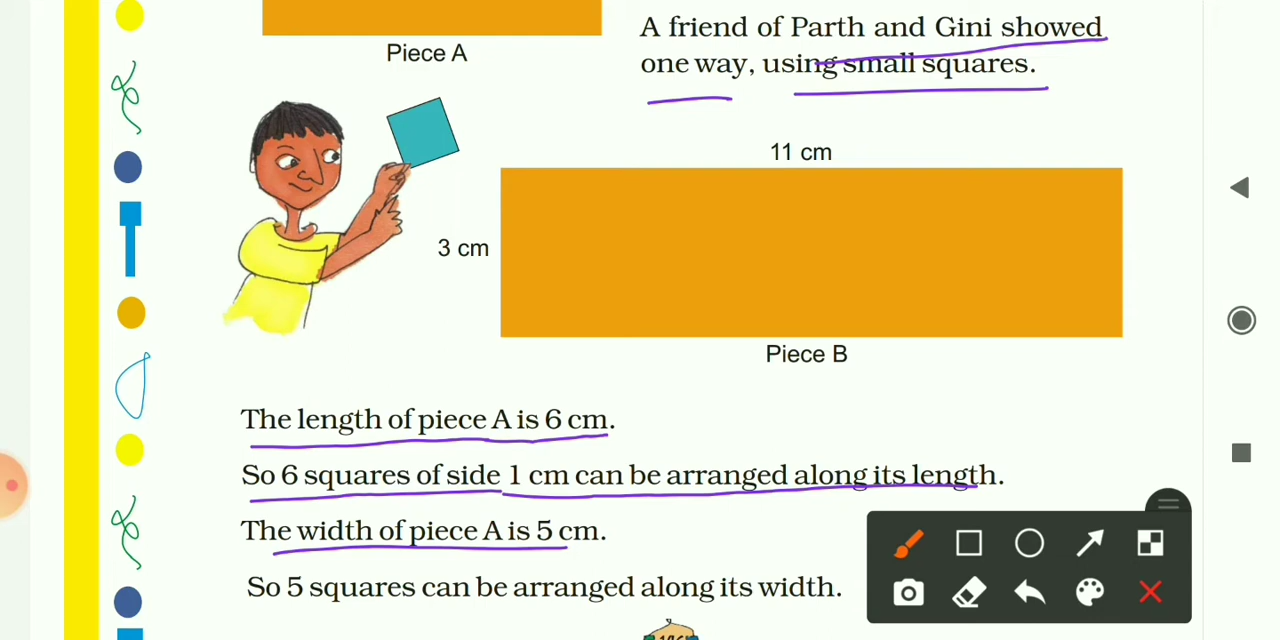 Piece A
A friend of Parth and Gini showed
one way, using small squares.
11 cm
3 cm
Piece B
The length of piece A is 6 cm.
So 6 squares of side 1 cm can be arranged along its length.
The width of piece A is 5 cm.
So 5 squares can be arranged along its width.